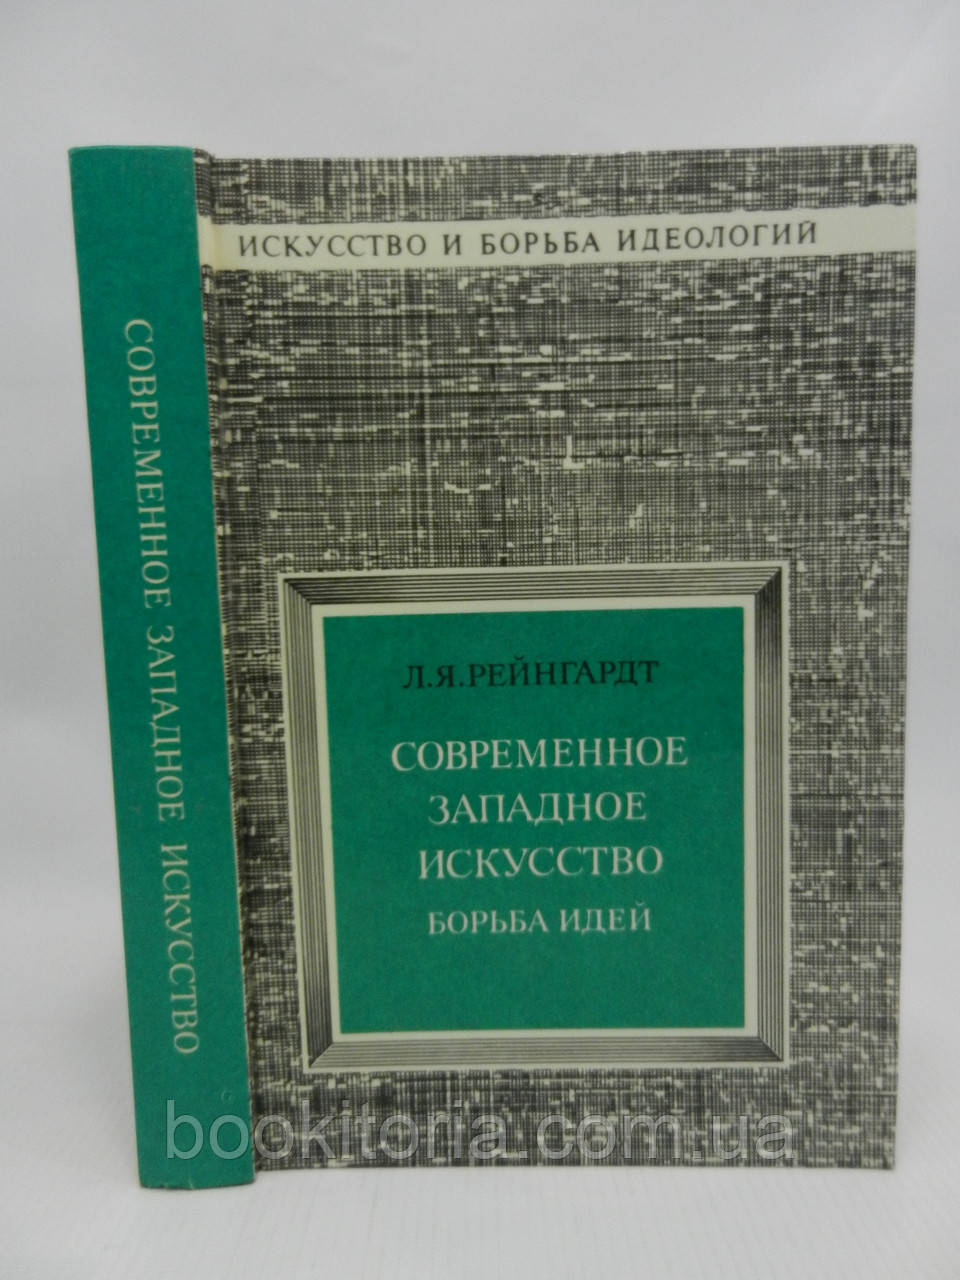 ИСКУССТВО И БОРЬБА ИДЕОЛОГИЙ
СОВРЕМЕННОЕ ЗАПАДНОЕ ИСКУССТВО
Л.Я.РЕЙНГАРДТ
СОВРЕМЕННОЕ
ЗАПАДНОЕ
ИСКУССТВО
БОРЬБА ИДЕЙ
bookitoria.com.ua